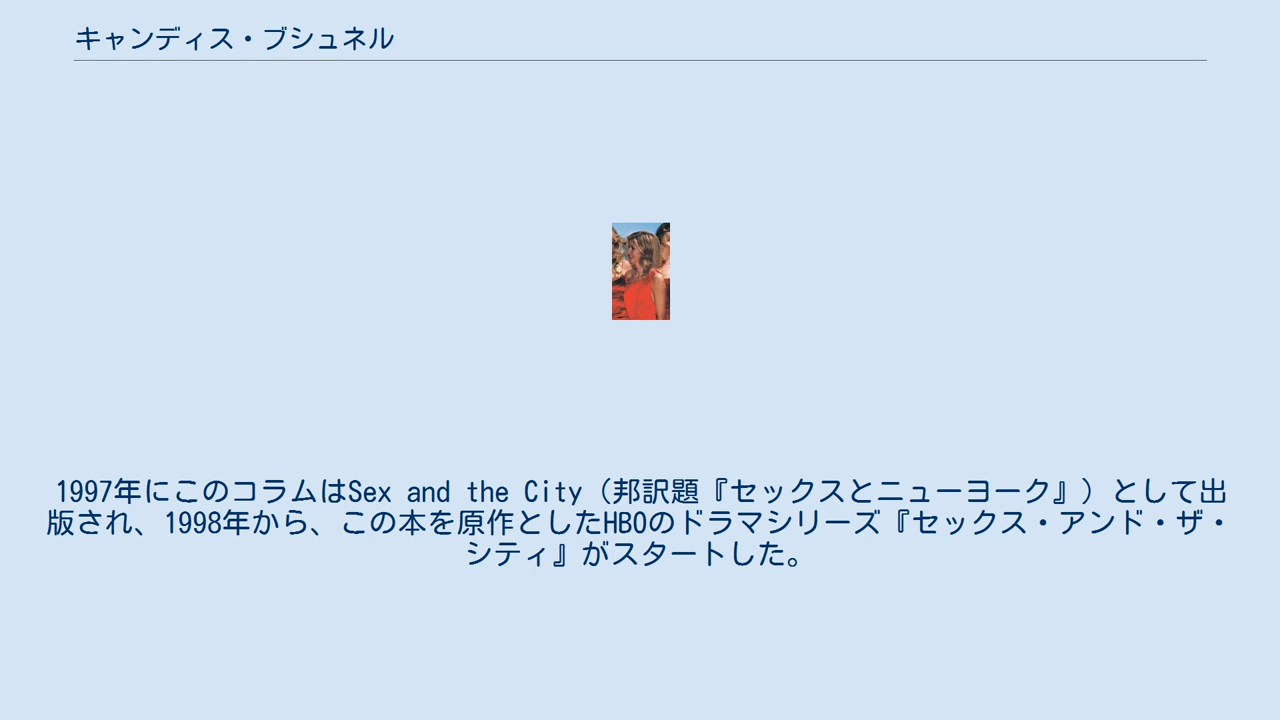 キャンディス・ブシュネル
1997年にこのコラムはSex and the City（邦訳題『セックスとニューヨーク』）として出
版され、1998年から、この本を原作としたHBOのドラマシリーズ『セックス・アンド・ザ・
シティ』がスタートした。